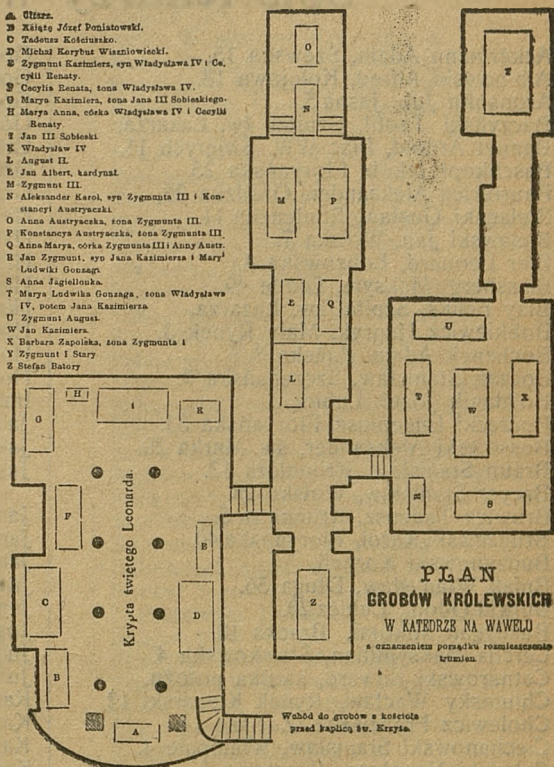 A Ołtarz.
B Książę Józef Poniatowski.
C Tadeusz Kościuszko.
D Michał Korybut Wiszniowiecki.
E Zygmunt Kazimierz, syn Władysława IV i Ce-
cylii Renaty.
F Cecylia Renata, żona Władysława IV.
G Marya Kazimiera, żona Jana III Sobieskiego.
H Marya Anna, córka Władysława IV i Cecylii
Renaty.
I Jan III Sobieski.
K Władysław IV
L August II.
Ł Jan Albert, kardynał.
M Zygmunt III.
N Aleksander Karol, syn Zygmunta III i Kon-
stancyi Austryaczki.
O Anna Austryaczka, żona Zygmunta III.
P Konstancya Austryaczka, żona Zygmunta III.
Q Anna Marya, córka Zygmunta III i Anny Austr.
R Jan Zygmunt, syn Jana Kazimierza i Maryi
Ludwiki Gonzagi.
S Anna Jagiellonka.
T Marya Ludwika Gonzaga, żona Władysława
IV, potem Jana Kazimierza.
U Zygmunt August.
W Jan Kazimierz.
X Barbara Zapolska, żona Zygmunta I
Y Zygmunt I Stary
Z Stefan Batory
O
N
M P
Ł Q
L
Y
U
T W X
R S
Z
G H I K
F
E
C D
B
A
Krypta świętego Leonarda.
PLAN
GROBÓW KRÓLEWSKICH
W KATEDRZE NA WAWELU
z oznaczeniem porządku rozmieszczenia
trumien.
Wchód do grobów z kościoła
przed kaplicą św. Krzyża.